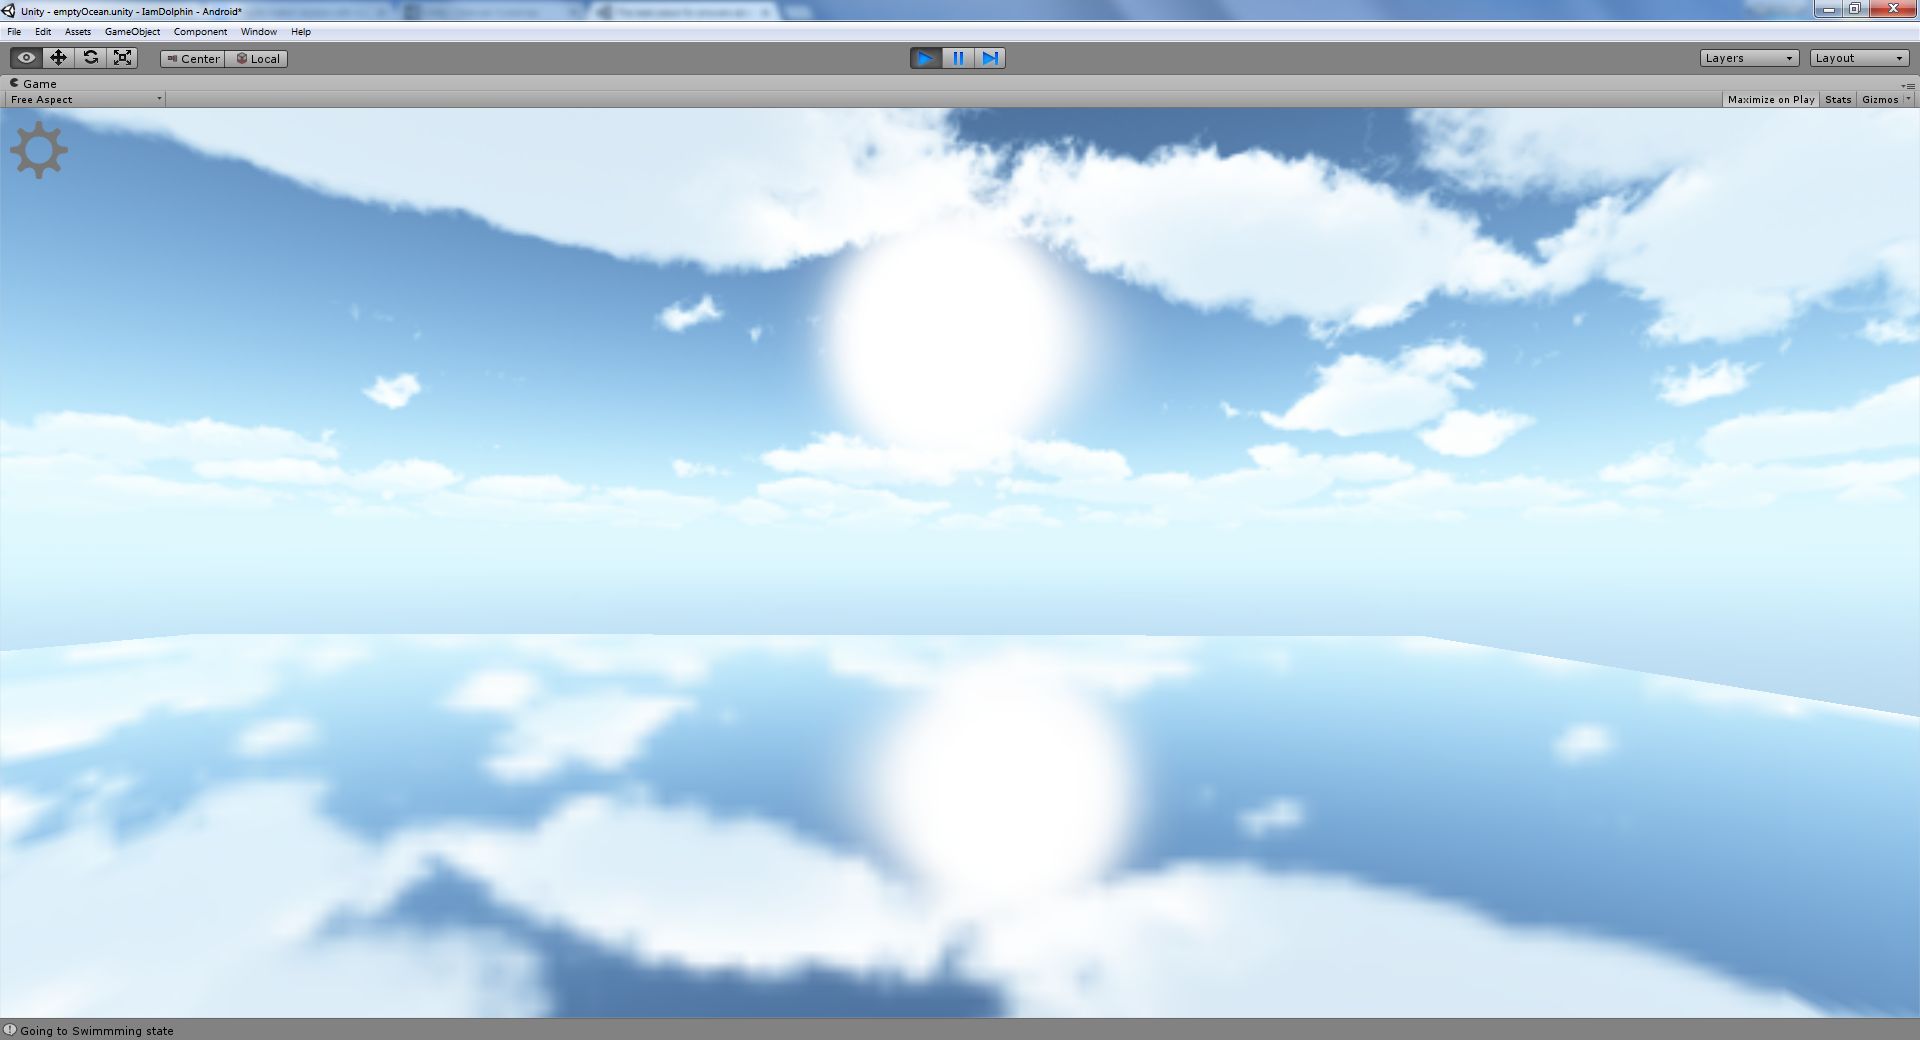 Unity - emptyOcean.unity - IamDolphin - Android*
File Edit Assets GameObject Component Window Help
Center Local Layers Layout
Game
Free Aspect Maximize on Play Stats Gizmos
Going to Swimmming state